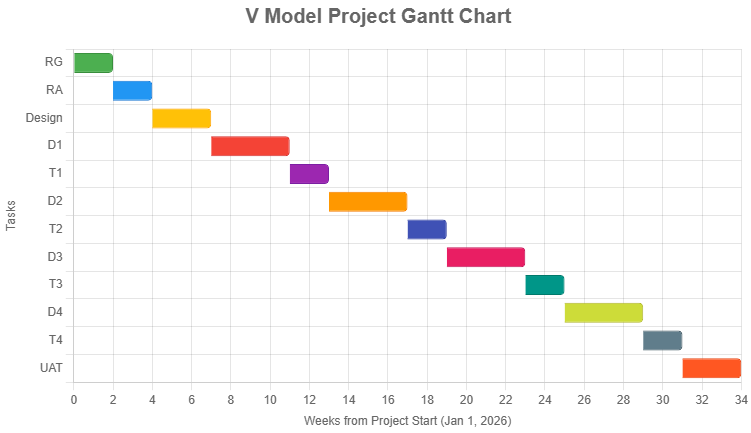 V Model Project Gantt Chart
RG
RA
Design
D1
T1
D2
T2
D3
T3
D4
T4
UAT
Tasks
0 2 4 6 8 10 12 14 16 18 20 22 24 26 28 30 32 34
Weeks from Project Start (Jan 1, 2026)